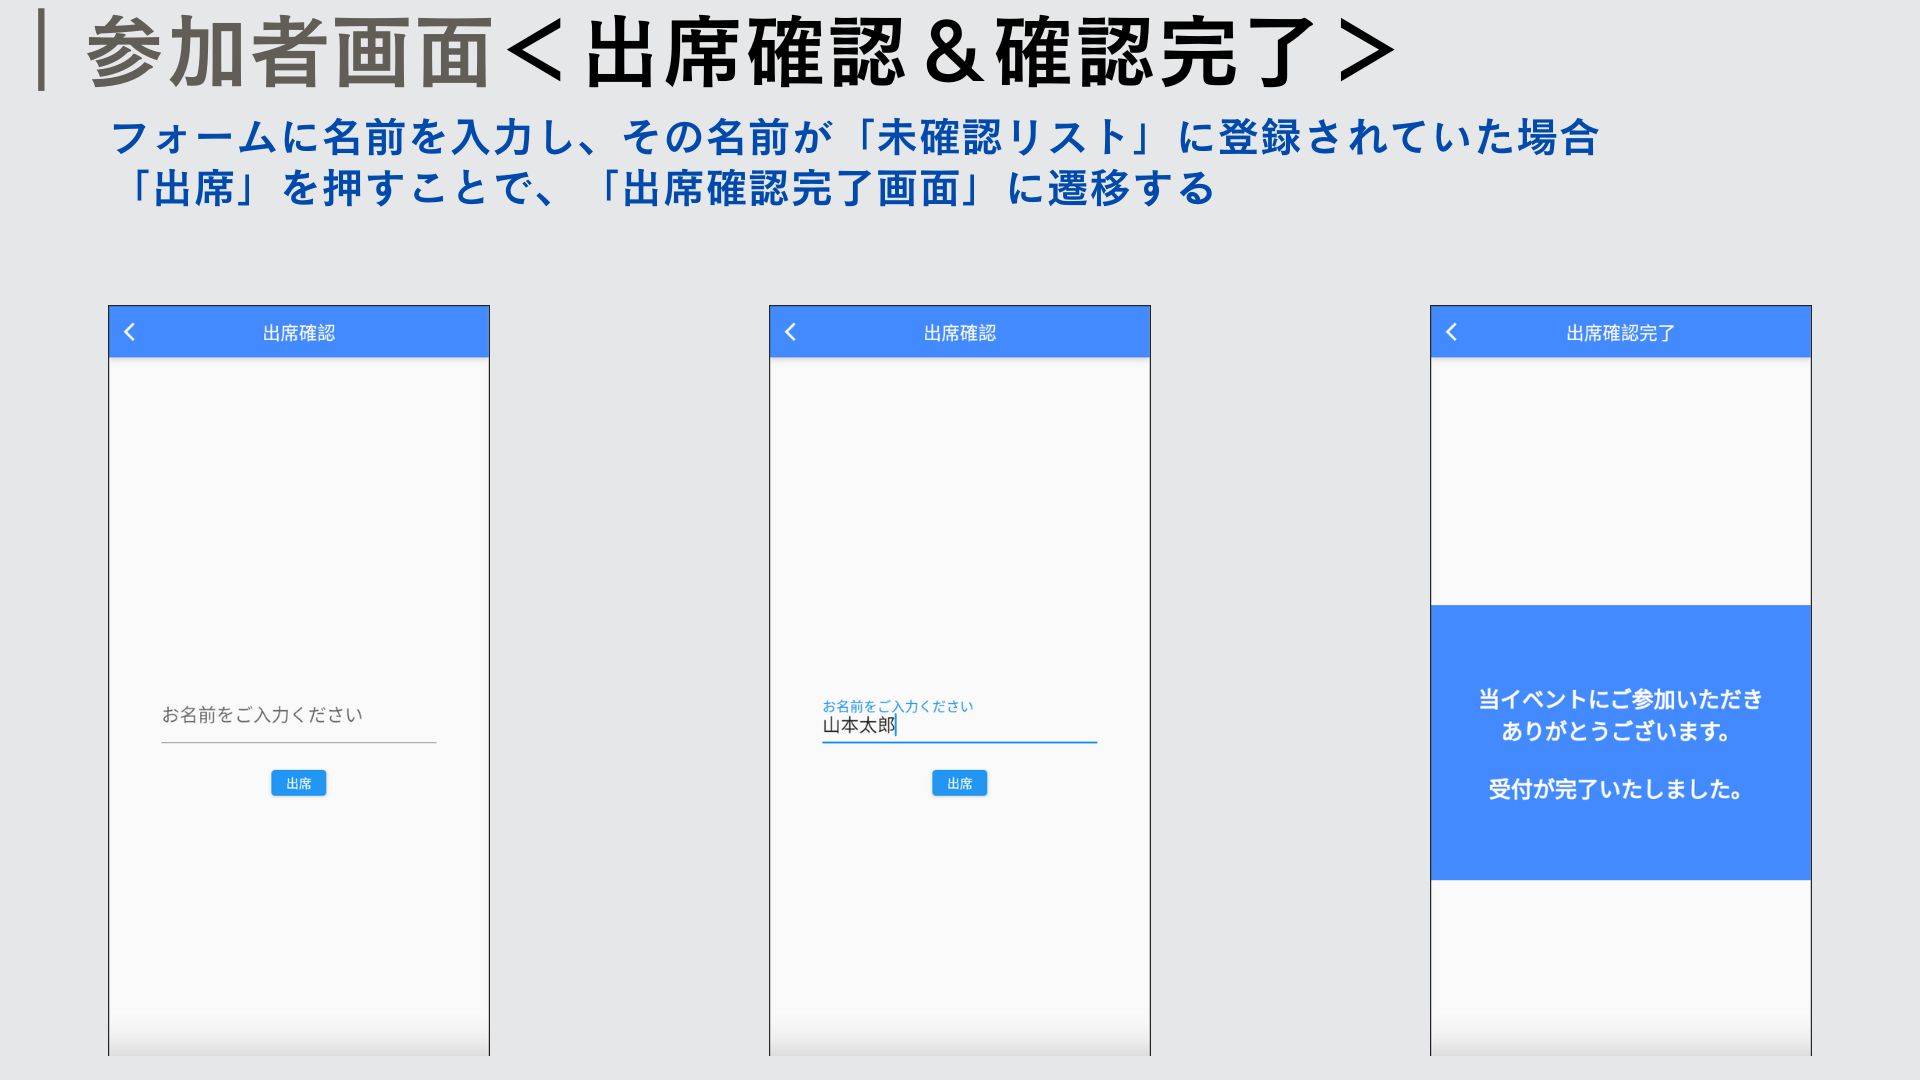 参加者画面＜出席確認＆確認完了＞
フォームに名前を入力し、その名前が「未確認リスト」に登録されていた場合
「出席」を押すことで、「出席確認完了画面」に遷移する
出席確認
お名前をご入力ください
出席
出席確認
お名前をご入力ください
山本太郎
出席
出席確認完了
当イベントにご参加いただき
ありがとうございます。
受付が完了いたしました。